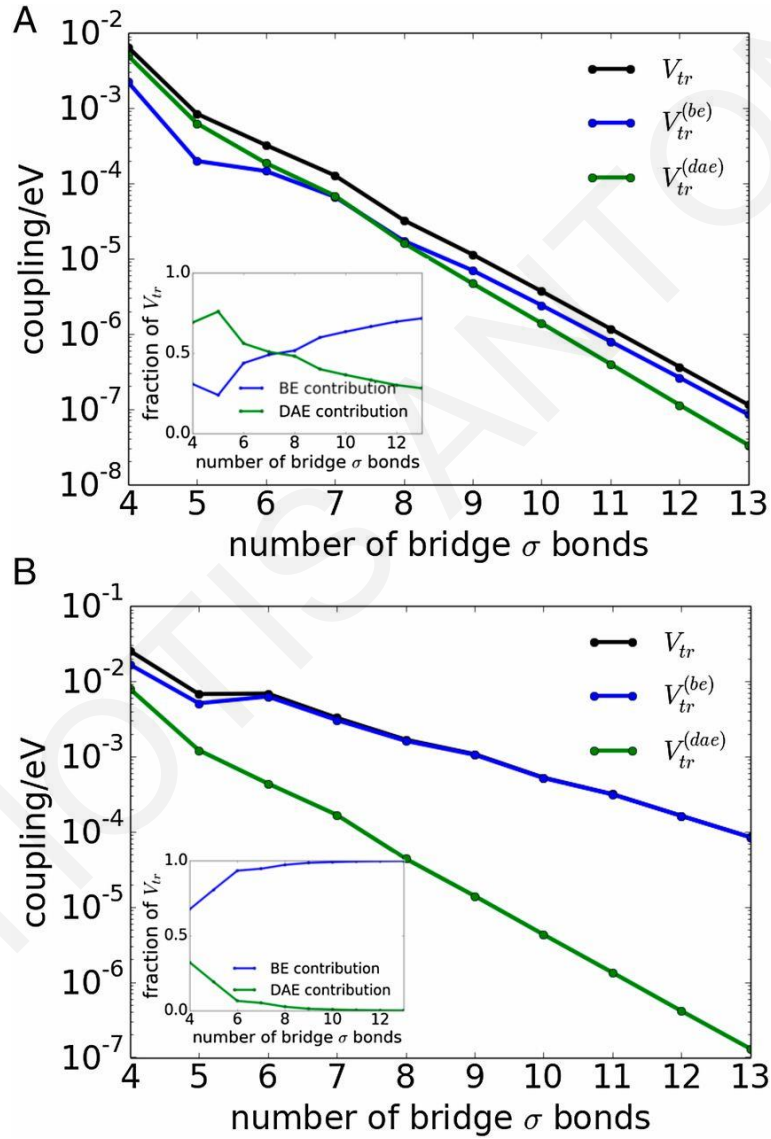 A
10^-2
10^-3
10^-4
10^-5
10^-6
10^-7
10^-8
coupling/eV
V_tr
V_tr^(be)
V_tr^(dae)
1.0
0.5
0.0
fraction of V_tr
BE contribution
DAE contribution
4 6 8 10 12
number of bridge σ bonds
4 5 6 7 8 9 10 11 12 13
number of bridge σ bonds
B
10^-1
10^-2
10^-3
10^-4
10^-5
10^-6
10^-7
coupling/eV
V_tr
V_tr^(be)
V_tr^(dae)
1.0
0.5
0.0
fraction of V_tr
BE contribution
DAE contribution
4 6 8 10 12
number of bridge σ bonds
4 5 6 7 8 9 10 11 12 13
number of bridge σ bonds
IOTIS ANTO